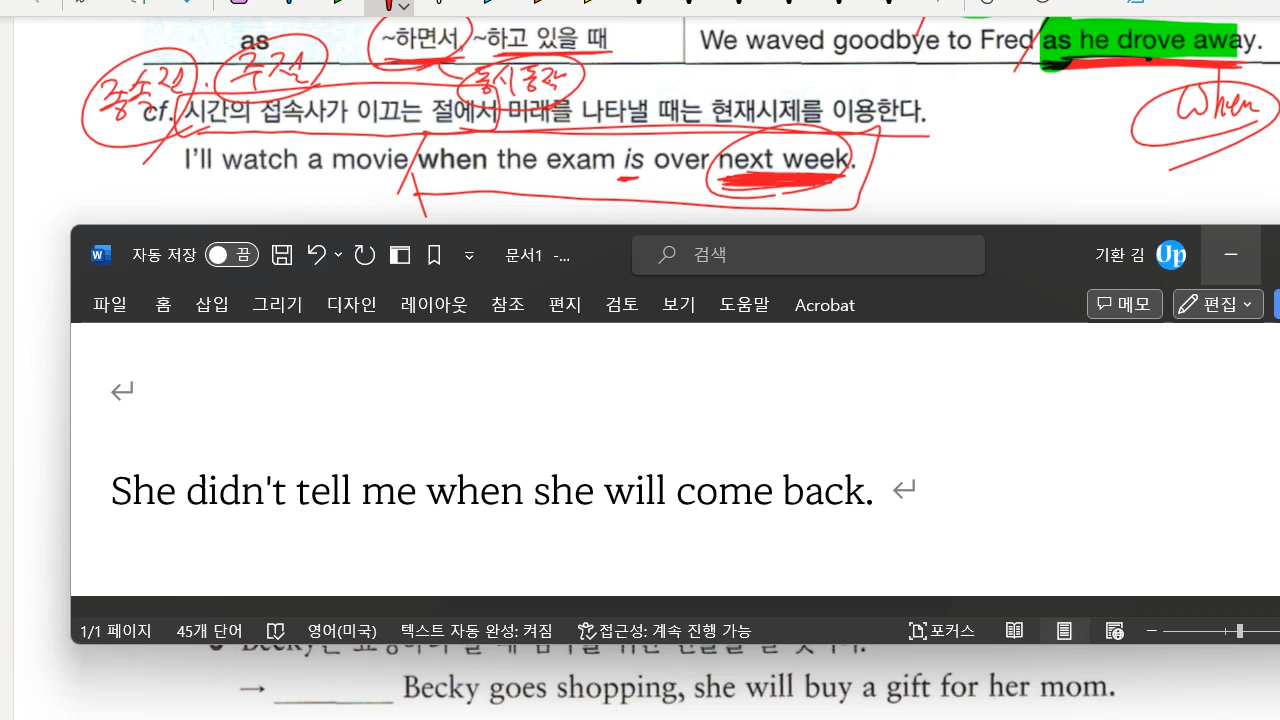 as ~하면서, ~하고 있을 때 We waved goodbye to Fred as he drove away.
종속절. 주절 동시동작
cf. 시간의 접속사가 이끄는 절에서 미래를 나타낼 때는 현재시제를 이용한다.
When
I'll watch a movie when the exam is over next week.
자동 저장 끔 문서1 -... 검색 기환 김 Up
파일 홈 삽입 그리기 디자인 레이아웃 참조 편지 검토 보기 도움말 Acrobat 메모 편집
She didn't tell me when she will come back.
1/1 페이지 45개 단어 영어(미국) 텍스트 자동 완성: 켜짐 접근성: 계속 진행 가능 포커스
→ ________ Becky goes shopping, she will buy a gift for her mom.